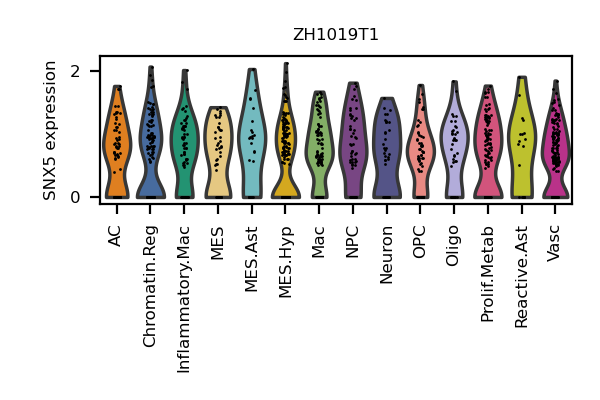 ZH1019T1
SNX5 expression
2
0
AC
Chromatin.Reg
Inflammatory.Mac
MES
MES.Ast
MES.Hyp
Mac
NPC
Neuron
OPC
Oligo
Prolif.Metab
Reactive.Ast
Vasc